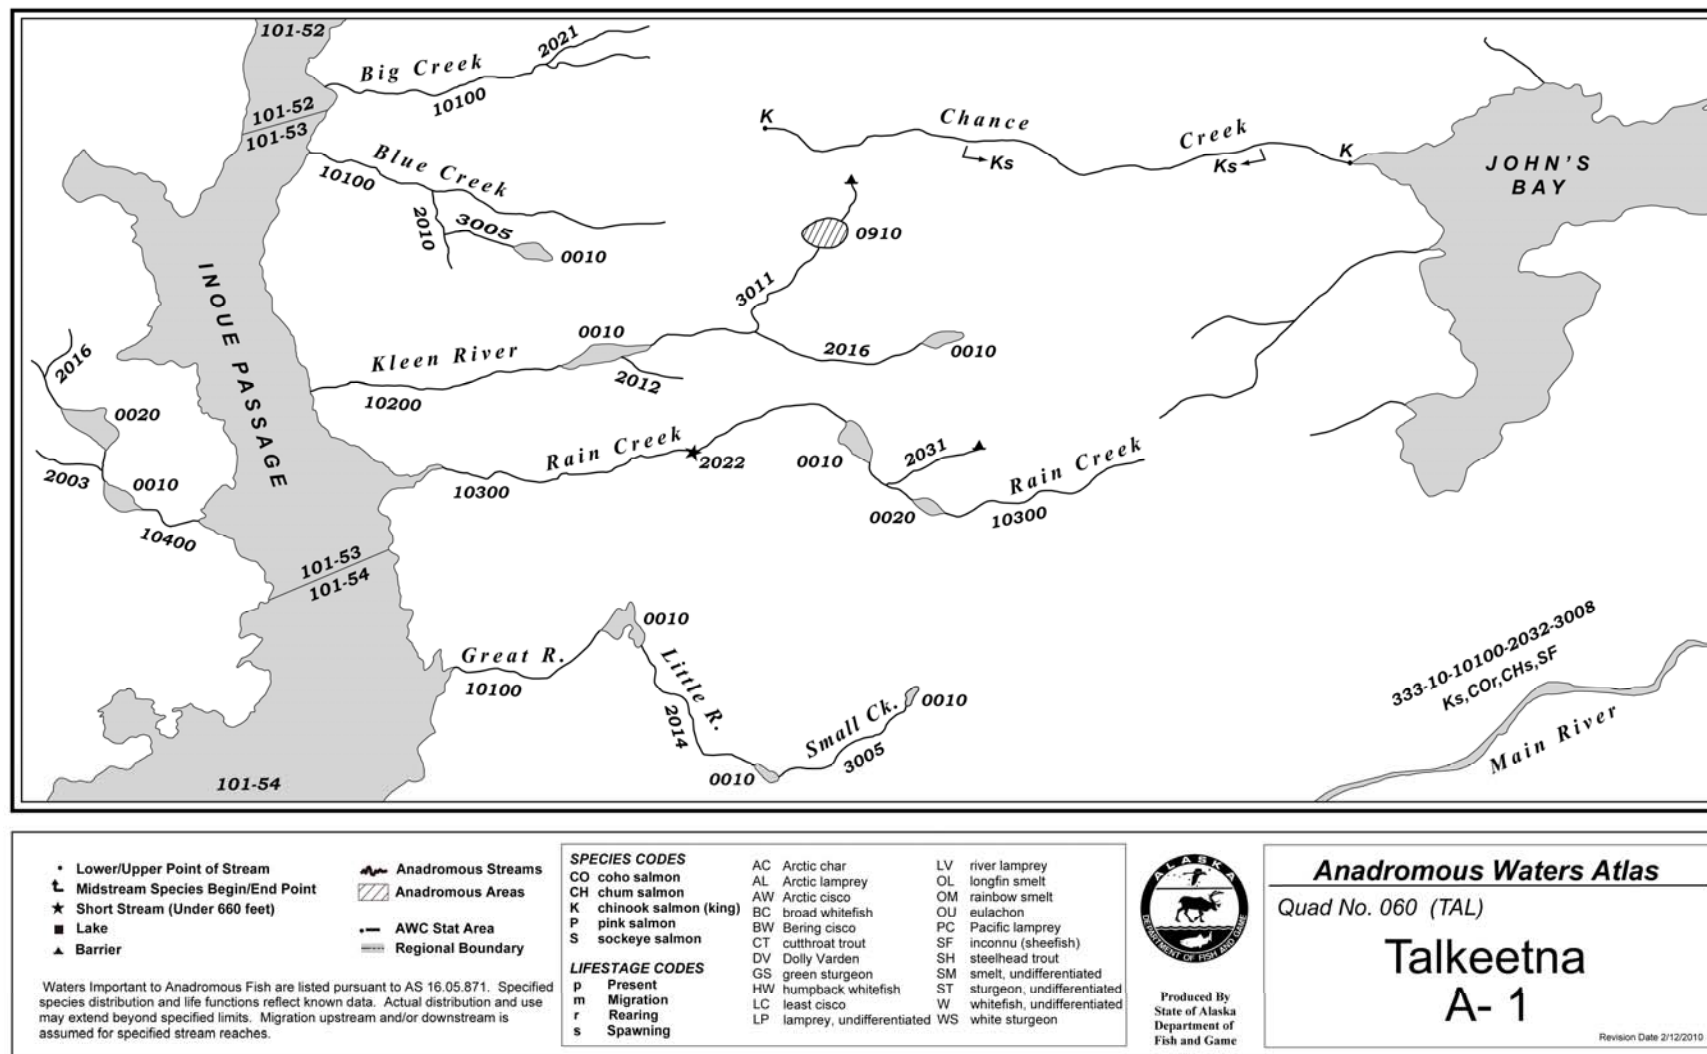 101-52
Big Creek
2021
10100
101-52
101-53
Blue Creek
10100
2010
3005
0010
K
Chance
Creek
K
Ks
Ks
JOHN'S
BAY
0910
3011
INOUE PASSAGE
Kleen River
0010
2012
2016
0010
10200
2016
0020
2003
0010
10400
Rain Creek
2022
10300
0010
2031
0020
Rain Creek
10300
101-53
101-54
Great R.
10100
0010
Little R.
2014
0010
Small Ck.
3005
0010
101-54
333-10-10100-2032-3008
Ks,COr,CHs,SF
Main River
Lower/Upper Point of Stream
Midstream Species Begin/End Point
Short Stream (Under 660 feet)
Lake
Barrier
Anadromous Streams
Anadromous Areas
AWC Stat Area
Regional Boundary
Waters Important to Anadromous Fish are listed pursuant to AS 16.05.871. Specified
species distribution and life functions reflect known data. Actual distribution and use
may extend beyond specified limits. Migration upstream and/or downstream is
assumed for specified stream reaches.
SPECIES CODES
CO coho salmon
CH chum salmon
K chinook salmon (king)
P pink salmon
S sockeye salmon
LIFESTAGE CODES
p Present
m Migration
r Rearing
s Spawning
AC Arctic char
AL Arctic lamprey
AW Arctic cisco
BC broad whitefish
BW Bering cisco
CT cutthroat trout
DV Dolly Varden
GS green sturgeon
HW humpback whitefish
LC least cisco
LP lamprey, undifferentiated
LV river lamprey
OL longfin smelt
OM rainbow smelt
OU eulachon
PC Pacific lamprey
SF inconnu (sheefish)
SH steelhead trout
SM smelt, undifferentiated
ST sturgeon, undifferentiated
W whitefish, undifferentiated
WS white sturgeon
ALASKA
DEPARTMENT OF FISH AND GAME
Produced By
State of Alaska
Department of
Fish and Game
Anadromous Waters Atlas
Quad No. 060 (TAL)
Talkeetna
A- 1
Revision Date 2/12/2010